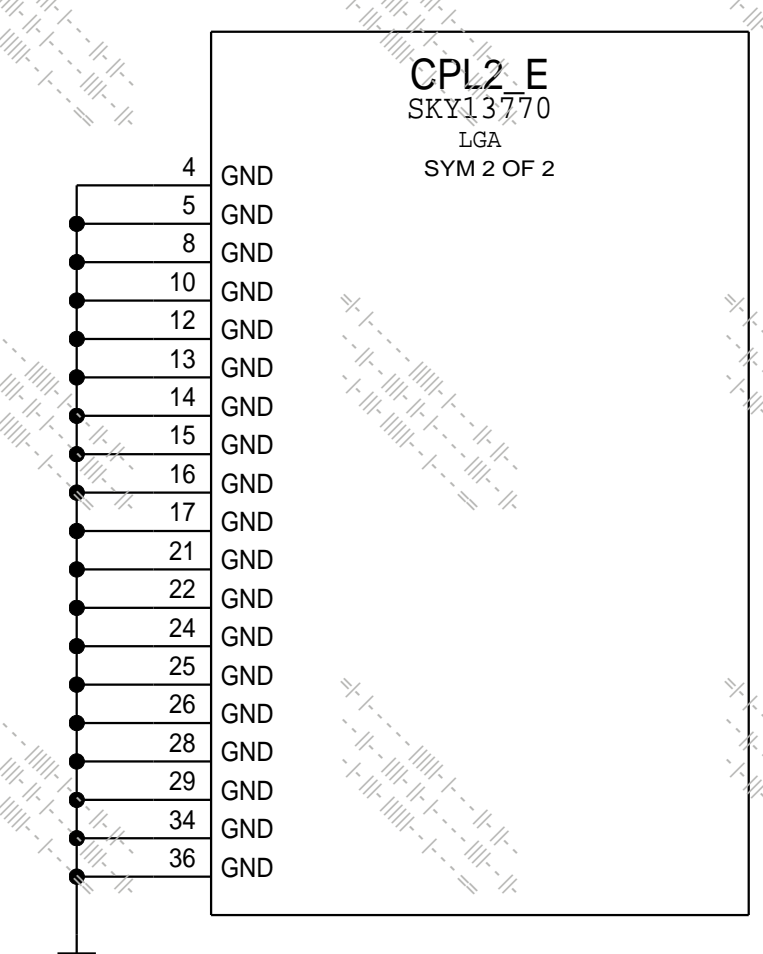 CPL2_E
SKY13770
LGA
SYM 2 OF 2
4 GND
5 GND
8 GND
10 GND
12 GND
13 GND
14 GND
15 GND
16 GND
17 GND
21 GND
22 GND
24 GND
25 GND
26 GND
28 GND
29 GND
34 GND
36 GND